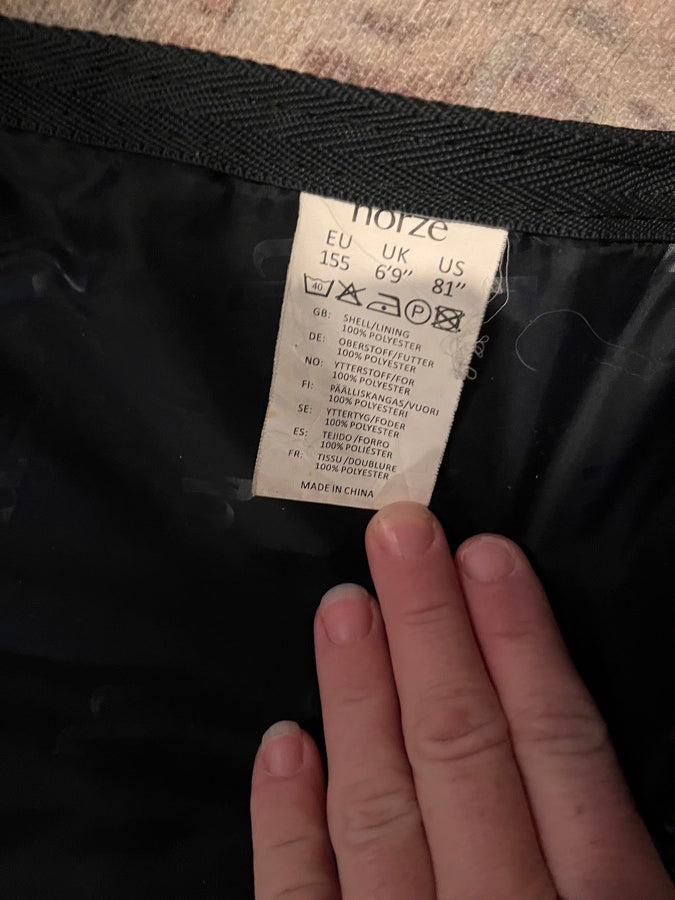 horze
EU UK US
155 6'9" 81"
40 P
GB: SHELL/LINING
100% POLYESTER
DE: OBERSTOFF/FUTTER
100% POLYESTER
NO: YTTERSTOFF/FOR
100% POLYESTER
FI: PÄÄLLISKANGAS/VUORI
100% POLYESTERI
SE: YTTERTYG/FODER
100% POLYESTER
ES: TEJIDO/FORRO
100% POLIÉSTER
FR: TISSU/DOUBLURE
100% POLYESTER
MADE IN CHINA